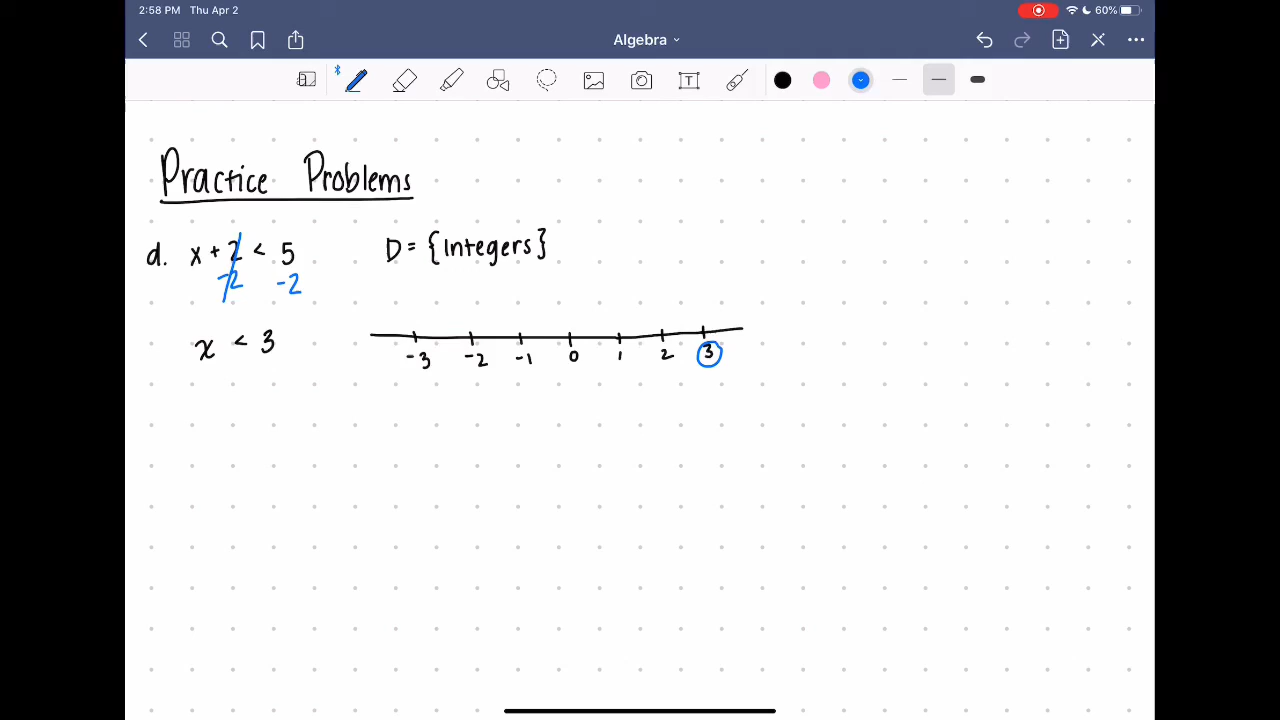 2:58 PM Thu Apr 2 60%
Algebra
T
Practice Problems
d. x + 2 < 5 D = {Integers}
-2 -2
x < 3
-3 -2 -1 0 1 2 3